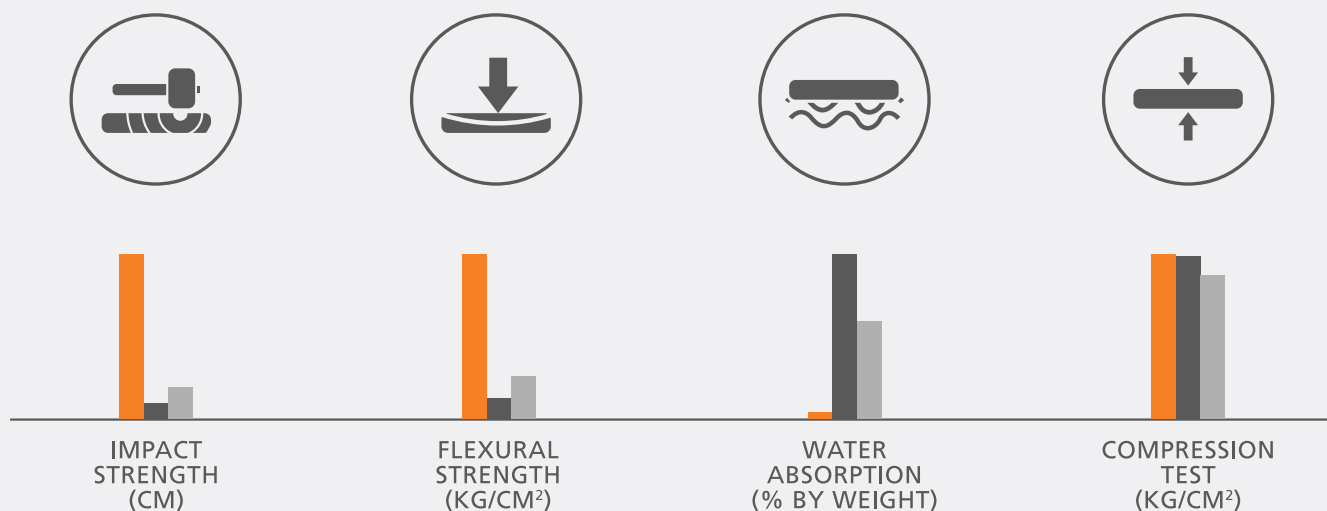 IMPACT
STRENGTH
(CM)
FLEXURAL
STRENGTH
(KG/CM²)
WATER
ABSORPTION
(% BY WEIGHT)
COMPRESSION
TEST
(KG/CM²)